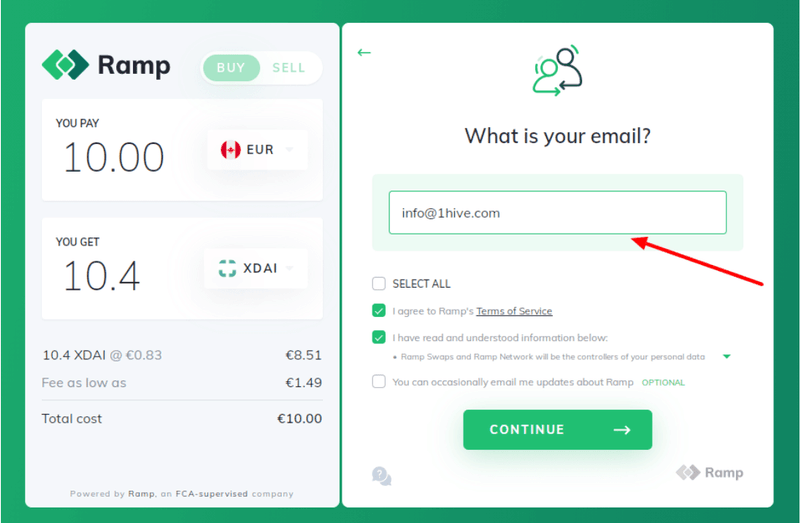 Ramp
BUY SELL
YOU PAY
10.00
EUR
YOU GET
10.4
XDAI
10.4 XDAI @ €0.83 €8.51
Fee as low as €1.49
Total cost €10.00
Powered by Ramp, an FCA-supervised company
←
What is your email?
info@1hive.com
SELECT ALL
I agree to Ramp's Terms of Service
I have read and understood information below:
• Ramp Swaps and Ramp Network will be the controllers of your personal data
You can occasionally email me updates about Ramp OPTIONAL
CONTINUE →
?
Ramp